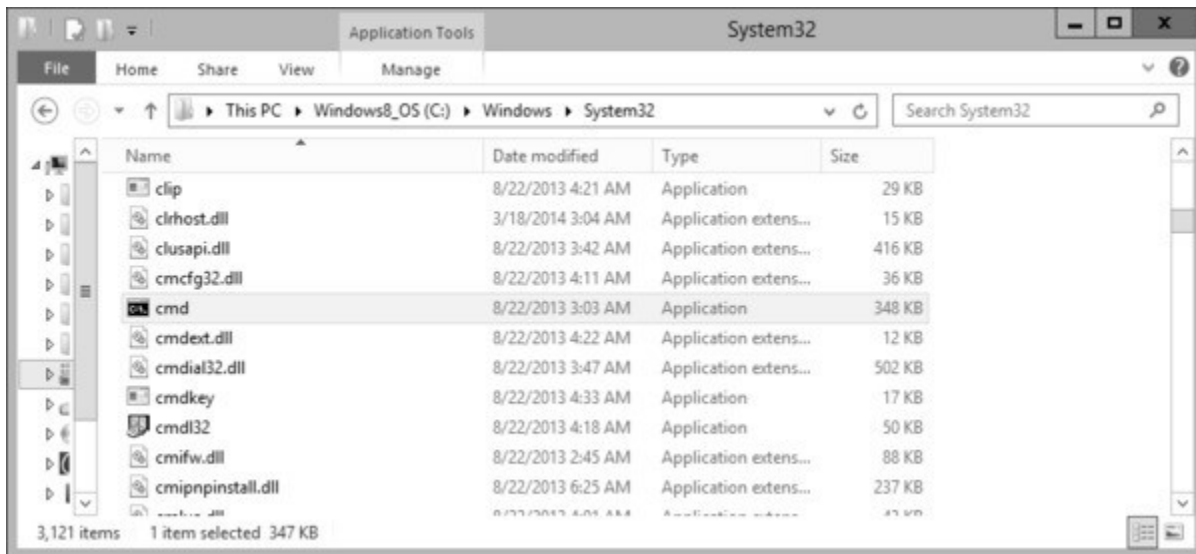 Application Tools System32
File Home Share View Manage
This PC Windows8_OS (C:) Windows System32 Search System32
Name Date modified Type Size
clip 8/22/2013 4:21 AM Application 29 KB
clrhost.dll 3/18/2014 3:04 AM Application extens... 15 KB
clusapi.dll 8/22/2013 3:42 AM Application extens... 416 KB
cmcfg32.dll 8/22/2013 4:11 AM Application extens... 36 KB
cmd 8/22/2013 3:03 AM Application 348 KB
cmdext.dll 8/22/2013 4:22 AM Application extens... 12 KB
cmdial32.dll 8/22/2013 3:47 AM Application extens... 502 KB
cmdkey 8/22/2013 4:33 AM Application 17 KB
cmdl32 8/22/2013 4:18 AM Application 50 KB
cmifw.dll 8/22/2013 2:45 AM Application extens... 88 KB
cmipnpinstall.dll 8/22/2013 6:25 AM Application extens... 237 KB
3,121 items 1 item selected 347 KB